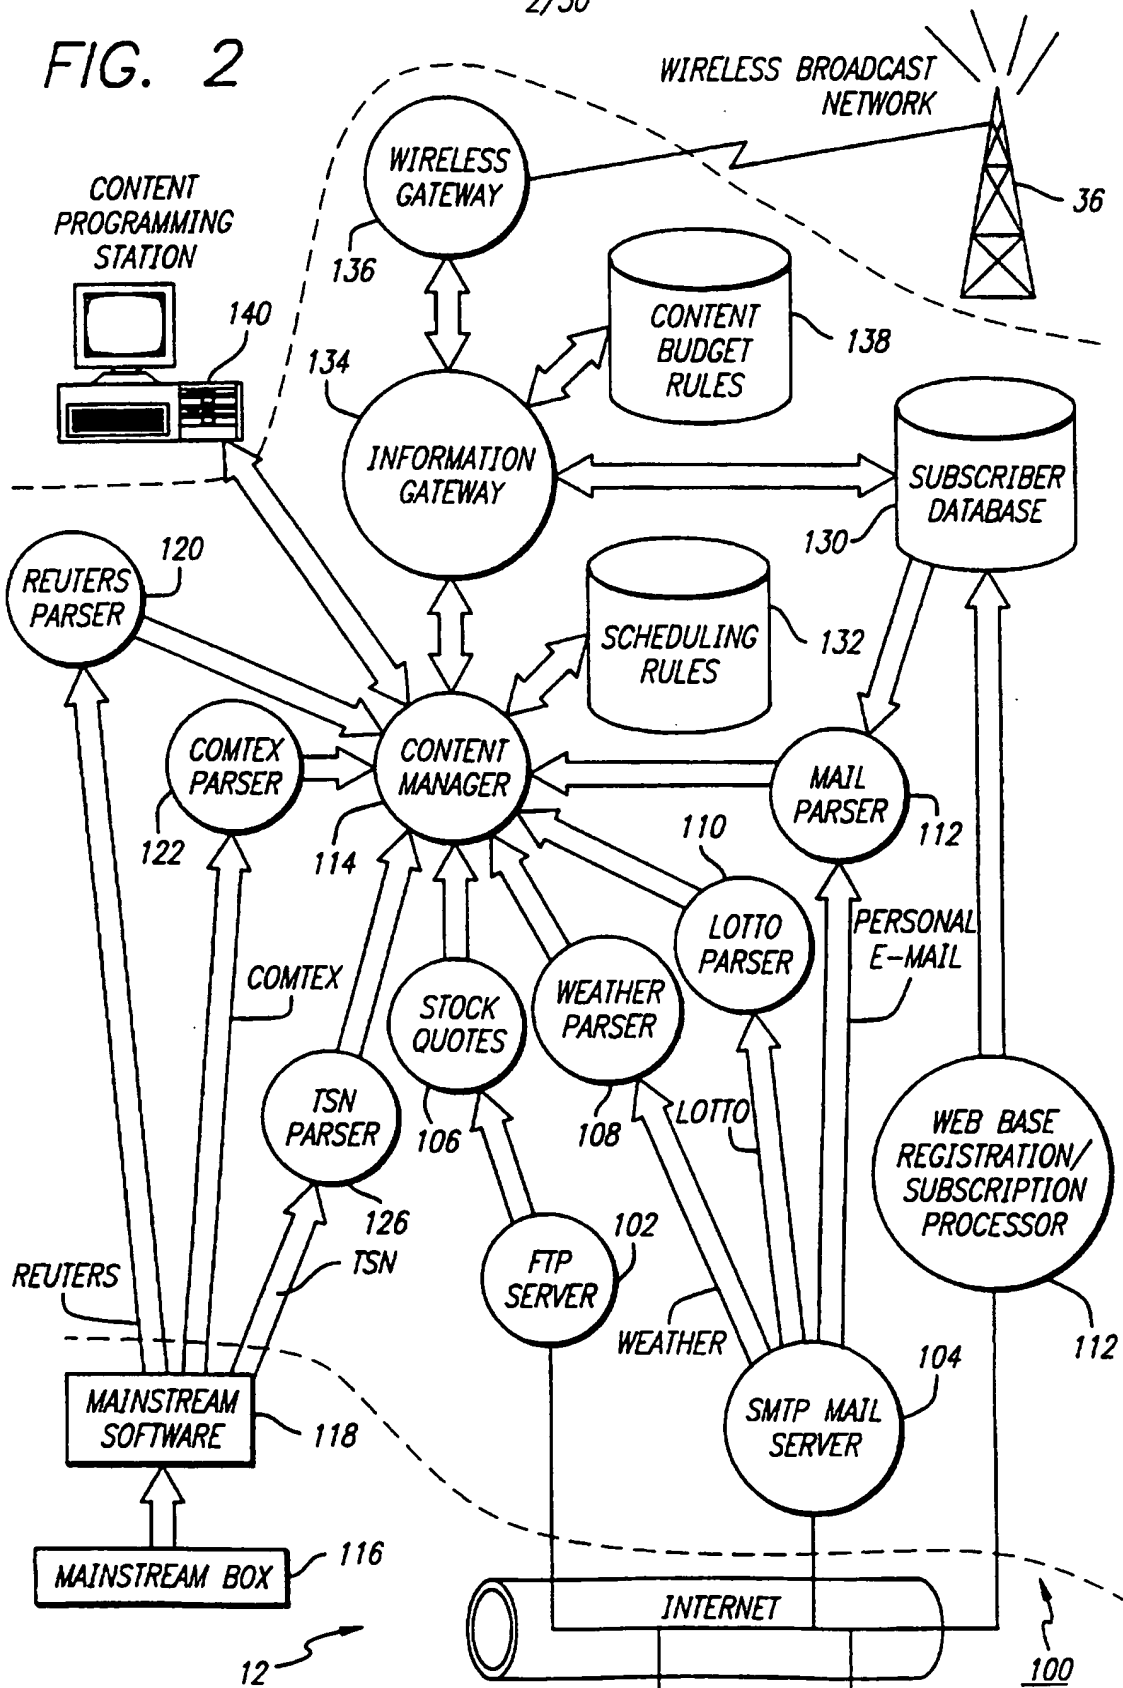 2/30
FIG. 2
WIRELESS BROADCAST
NETWORK
WIRELESS
GATEWAY
CONTENT
PROGRAMMING
STATION
36
136
140
CONTENT
BUDGET
RULES
138
134
INFORMATION
GATEWAY
SUBSCRIBER
DATABASE
130
120
REUTERS
PARSER
SCHEDULING
RULES
132
COMTEX
PARSER
122
CONTENT
MANAGER
114
MAIL
PARSER
112
110
LOTTO
PARSER
PERSONAL
E-MAIL
COMTEX
STOCK
QUOTES
106
WEATHER
PARSER
108
TSN
PARSER
126
LOTTO
WEB BASE
REGISTRATION/
SUBSCRIPTION
PROCESSOR
112
102
FTP
SERVER
TSN
REUTERS
WEATHER
104
SMTP MAIL
SERVER
MAINSTREAM
SOFTWARE
118
MAINSTREAM BOX
116
INTERNET
12
100